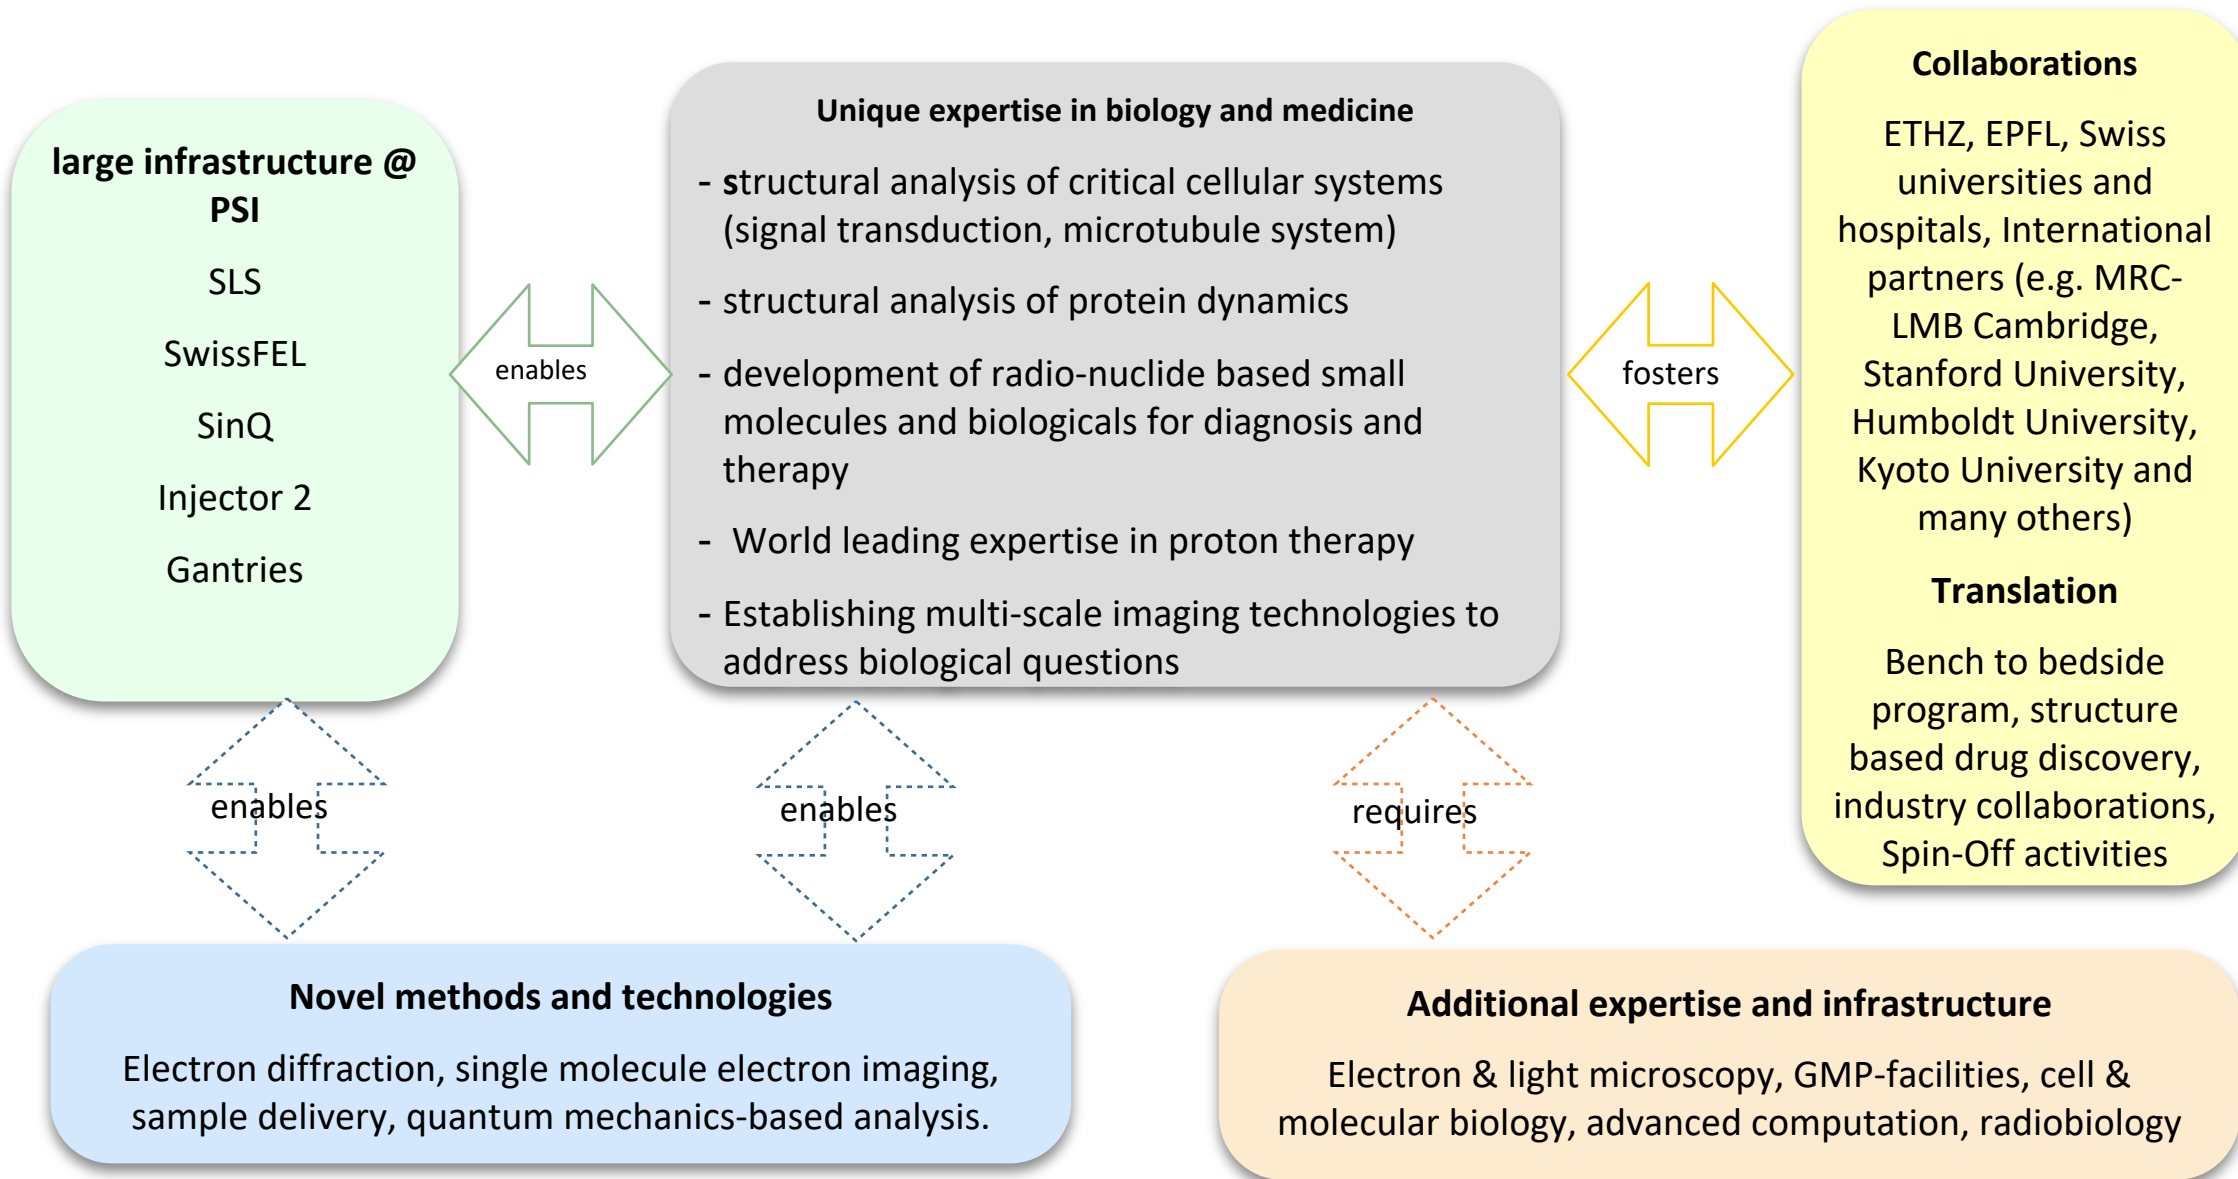 large infrastructure @
PSI
SLS
SwissFEL
SinQ
Injector 2
Gantries
enables
Unique expertise in biology and medicine
- structural analysis of critical cellular systems
(signal transduction, microtubule system)
- structural analysis of protein dynamics
- development of radio-nuclide based small
molecules and biologicals for diagnosis and
therapy
- World leading expertise in proton therapy
- Establishing multi-scale imaging technologies to
address biological questions
fosters
Collaborations
ETHZ, EPFL, Swiss
universities and
hospitals, International
partners (e.g. MRC-
LMB Cambridge,
Stanford University,
Humboldt University,
Kyoto University and
many others)
Translation
Bench to bedside
program, structure
based drug discovery,
industry collaborations,
Spin-Off activities
enables
enables
requires
Novel methods and technologies
Electron diffraction, single molecule electron imaging,
sample delivery, quantum mechanics-based analysis.
Additional expertise and infrastructure
Electron & light microscopy, GMP-facilities, cell &
molecular biology, advanced computation, radiobiology